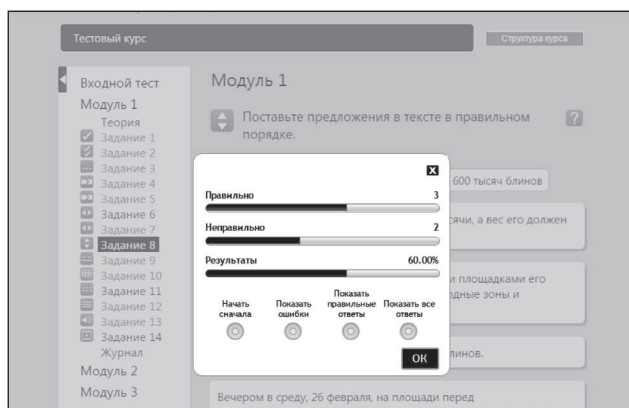 Тестовый курс
Структура курса
Входной тест
Модуль 1
Теория
Задание 1
Задание 2
Задание 3
Задание 4
Задание 5
Задание 6
Задание 7
Задание 8
Задание 9
Задание 10
Задание 11
Задание 12
Задание 13
Задание 14
Журнал
Модуль 2
Модуль 3
Модуль 1
Поставьте предложения в тексте в правильном
порядке.
?
600 тысяч блинов
а вес его должен
и площадками его
зоны и
Вечером в среду, 26 февраля, на площади перед
X
Правильно 3
Неправильно 2
Результаты 60.00%
Начать
сначала
Показать
ошибки
Показать
правильные
ответы
Показать все
ответы
ОК